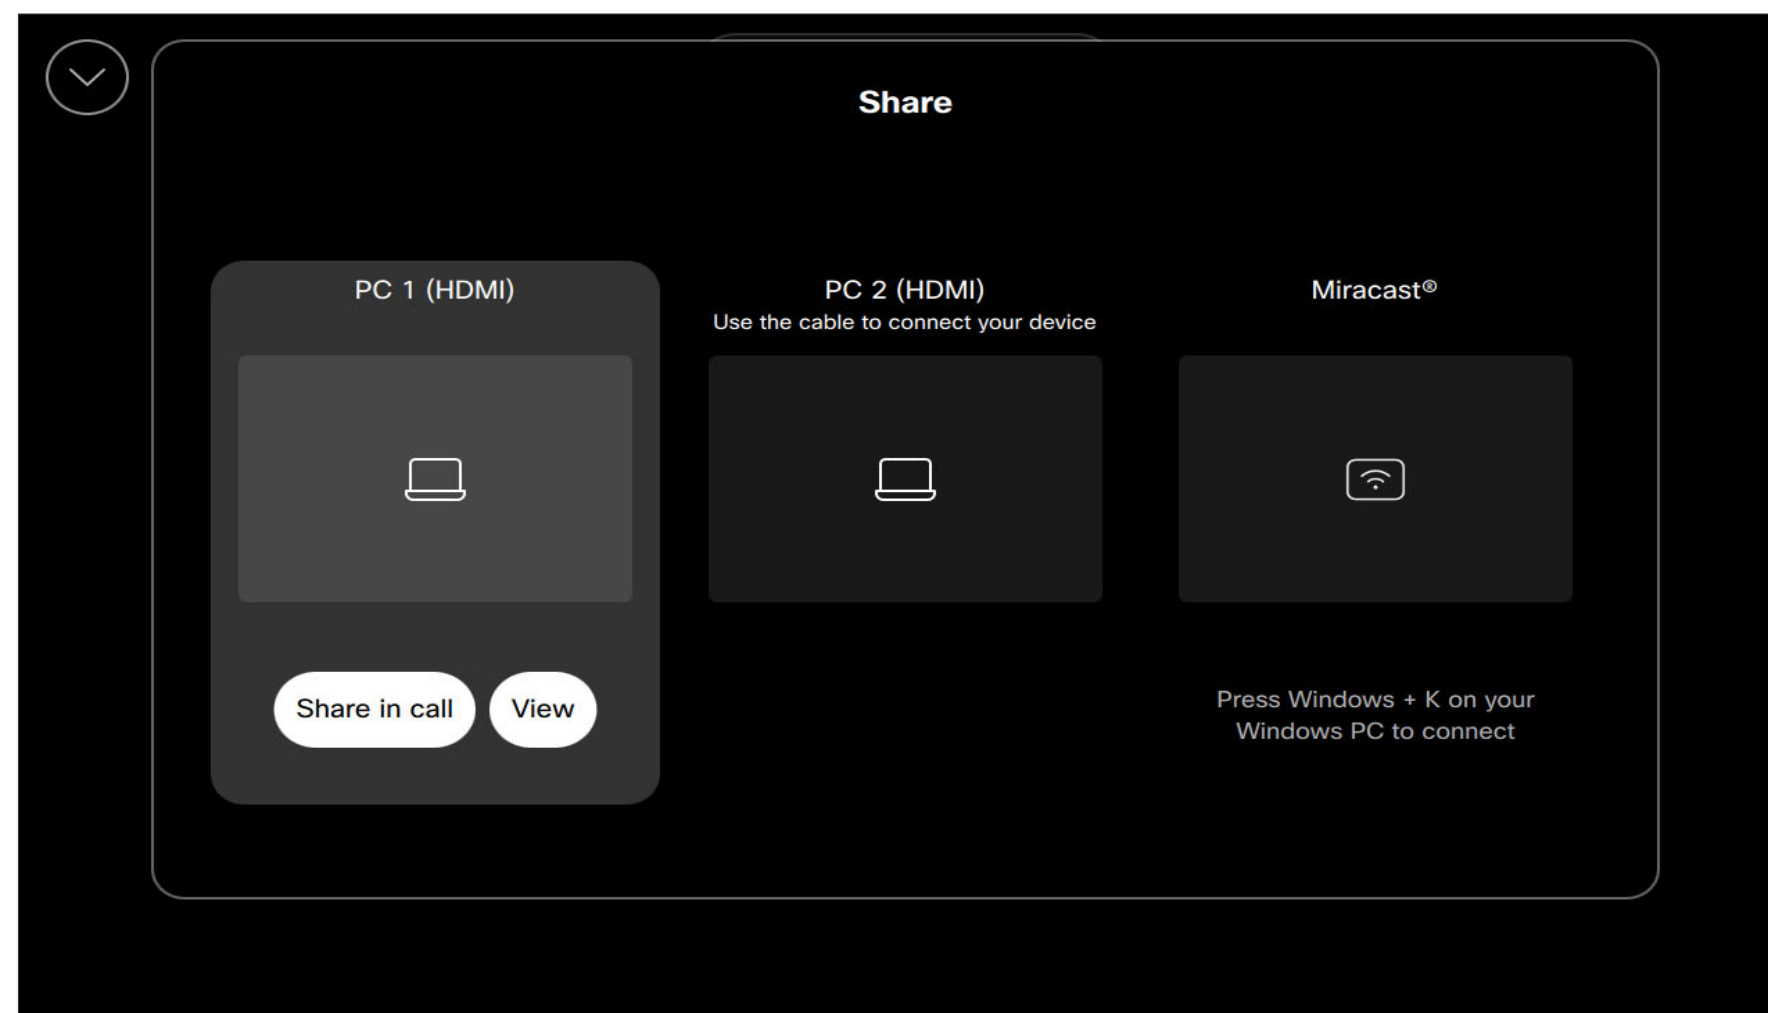 Share
PC 1 (HDMI)
Share in call
View
PC 2 (HDMI)
Use the cable to connect your device
Miracast®
Press Windows + K on your
Windows PC to connect